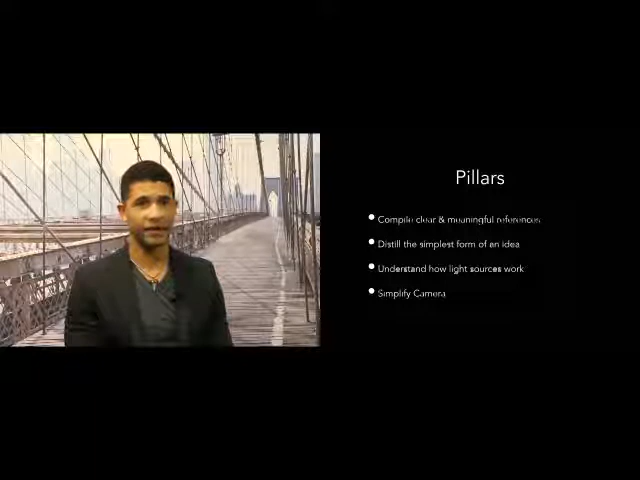 Pillars
Compile clear & meaningful references
Distill the simplest form of an idea
Understand how light sources work
Simplify Camera